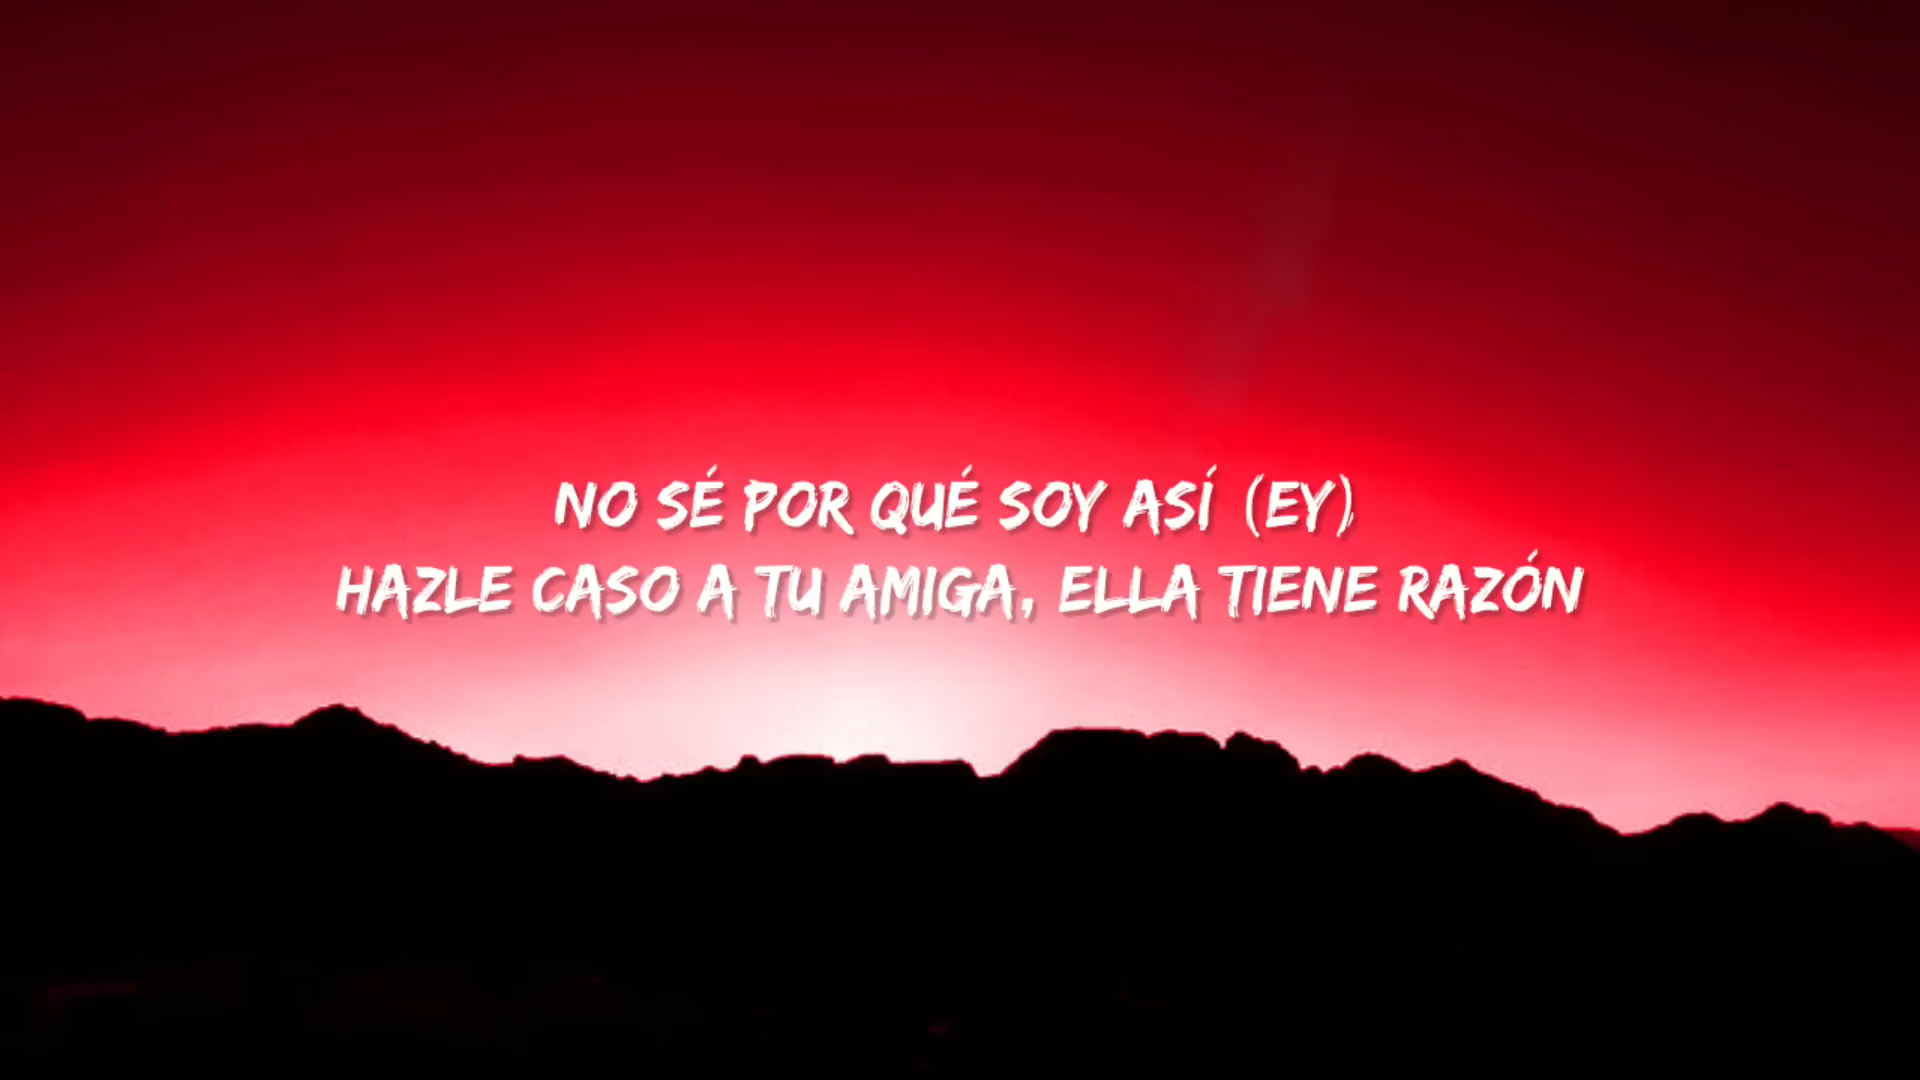 NO SÉ POR QUÉ SOY ASÍ (EY)
HAZLE CASO A TU AMIGA, ELLA TIENE RAZÓN